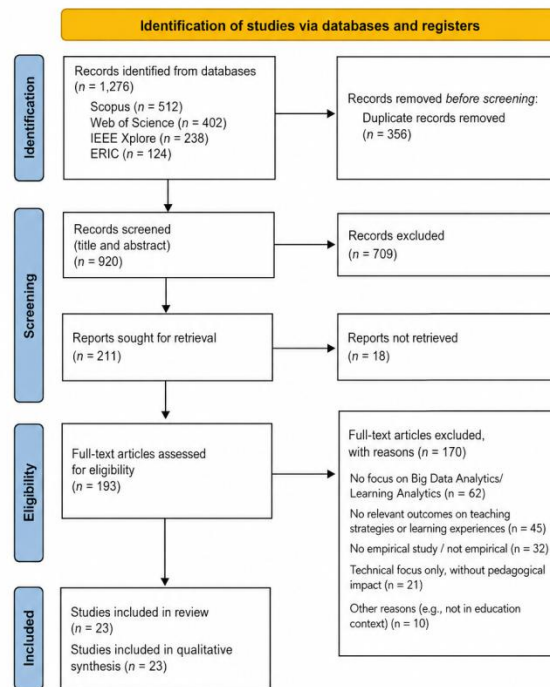 Identification of studies via databases and registers
Identification
Records identified from databases
(n = 1,276)
Scopus (n = 512)
Web of Science (n = 402)
IEEE Xplore (n = 238)
ERIC (n = 124)
Records removed before screening:
Duplicate records removed
(n = 356)
Screening
Records screened
(title and abstract)
(n = 920)
Records excluded
(n = 709)
Reports sought for retrieval
(n = 211)
Reports not retrieved
(n = 18)
Eligibility
Full-text articles assessed
for eligibility
(n = 193)
Full-text articles excluded,
with reasons (n = 170)
No focus on Big Data Analytics/
Learning Analytics (n = 62)
No relevant outcomes on teaching
strategies or learning experiences (n = 45)
No empirical study / not empirical (n = 32)
Technical focus only, without pedagogical
impact (n = 21)
Other reasons (e.g., not in education
context) (n = 10)
Included
Studies included in review
(n = 23)
Studies included in qualitative
synthesis (n = 23)